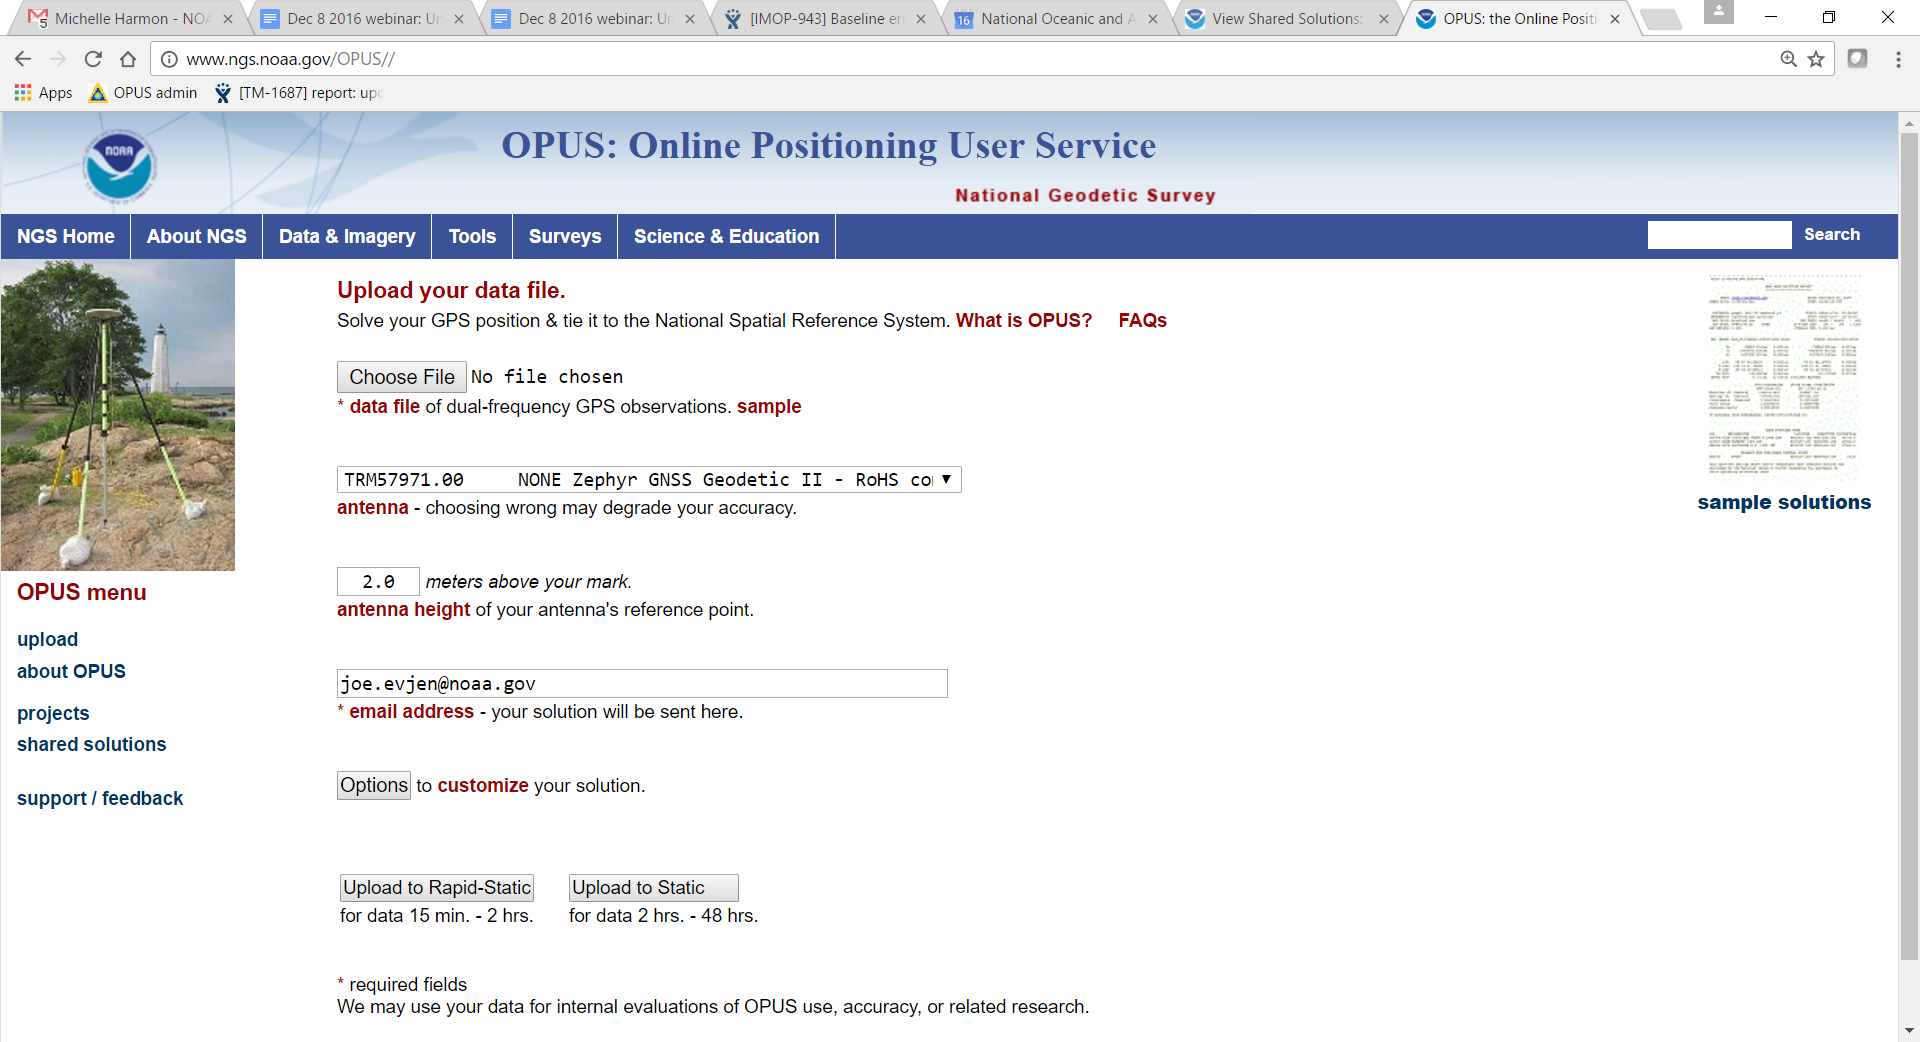 Michelle Harmon - NOA
Dec 8 2016 webinar: Un
Dec 8 2016 webinar: Un
[IMOP-943] Baseline er
16 National Oceanic and A
View Shared Solutions:
OPUS: the Online Positi
www.ngs.noaa.gov/OPUS//
Apps
OPUS admin
[TM-1687] report: upd
NOAA
OPUS: Online Positioning User Service
National Geodetic Survey
NGS Home
About NGS
Data & Imagery
Tools
Surveys
Science & Education
Search
Upload your data file.
Solve your GPS position & tie it to the National Spatial Reference System. What is OPUS? FAQs
Choose File No file chosen
* data file of dual-frequency GPS observations. sample
TRM57971.00 NONE Zephyr GNSS Geodetic II - RoHS co
antenna - choosing wrong may degrade your accuracy.
2.0 meters above your mark.
antenna height of your antenna's reference point.
joe.evjen@noaa.gov
* email address - your solution will be sent here.
Options to customize your solution.
Upload to Rapid-Static
for data 15 min. - 2 hrs.
Upload to Static
for data 2 hrs. - 48 hrs.
* required fields
We may use your data for internal evaluations of OPUS use, accuracy, or related research.
OPUS menu
upload
about OPUS
projects
shared solutions
support / feedback
sample solutions